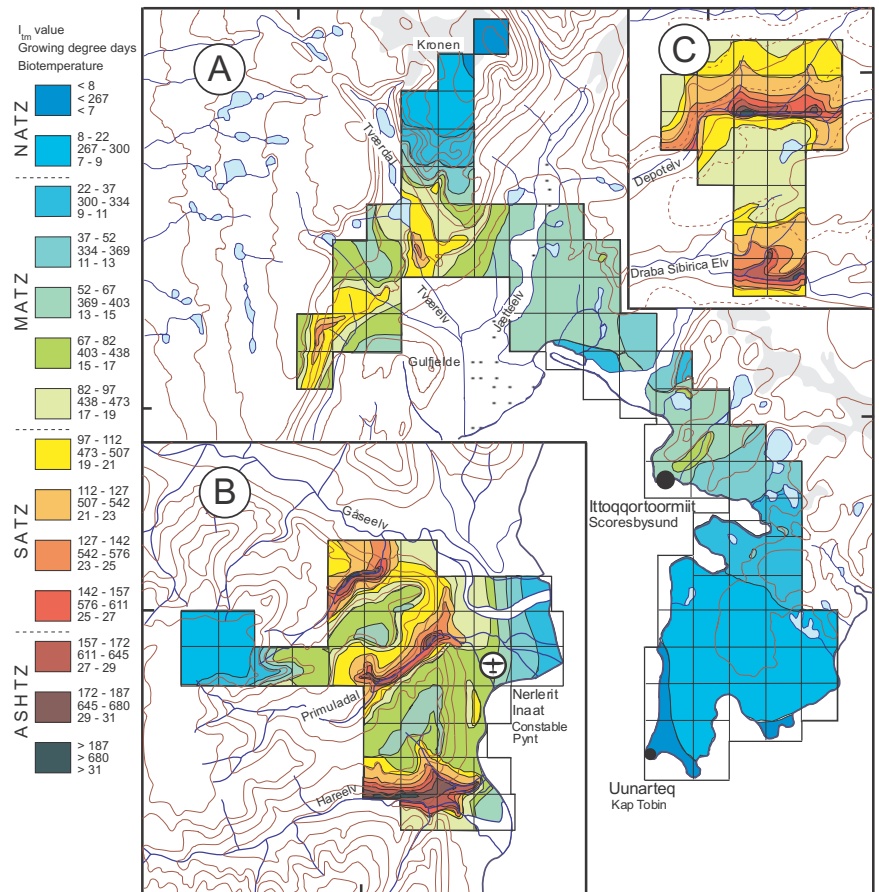 Itm value
Growing degree days
Biotemperature
NATZ
< 8
< 267
< 7
8 - 22
267 - 300
7 - 9
MATZ
22 - 37
300 - 334
9 - 11
37 - 52
334 - 369
11 - 13
52 - 67
369 - 403
13 - 15
67 - 82
403 - 438
15 - 17
82 - 97
438 - 473
17 - 19
SATZ
97 - 112
473 - 507
19 - 21
112 - 127
507 - 542
21 - 23
127 - 142
542 - 576
23 - 25
142 - 157
576 - 611
25 - 27
ASHTZ
157 - 172
611 - 645
27 - 29
172 - 187
645 - 680
29 - 31
> 187
> 680
> 31
A
Kronen
Tværdal
Tværelv
Jætteelv
Gulfjelde
C
Depotelv
Draba Sibirica Elv
Ittoqqortoormiit
Scoresbysund
Uunarteq
Kap Tobin
B
Gåseelv
Primuladal
Hareelv
Nerlerit
Inaat
Constable
Pynt